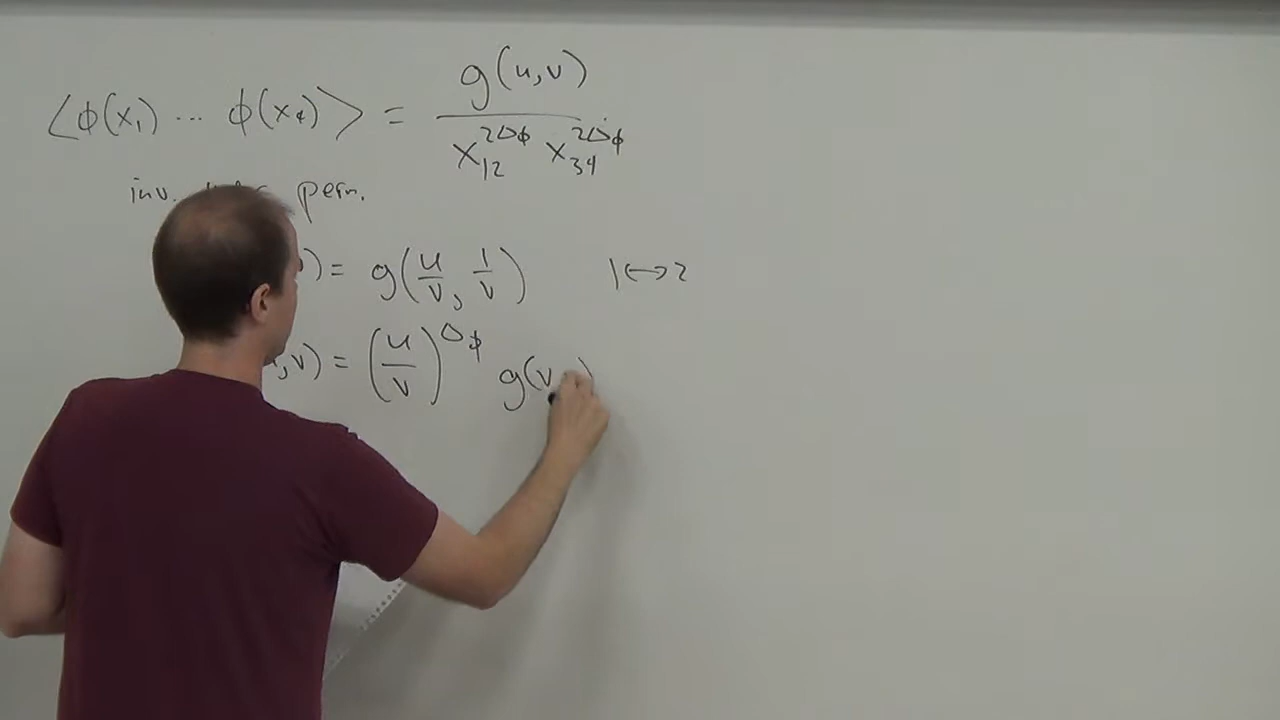 ⟨φ(x₁) ··· φ(x₄)⟩ = g(u,v) / x₁₂^{2Δφ} x₃₄^{2Δφ}
inv. perm.
) = g(u/v, 1/v) 1↔2
,v) = (u/v)^{Δφ} g(v )